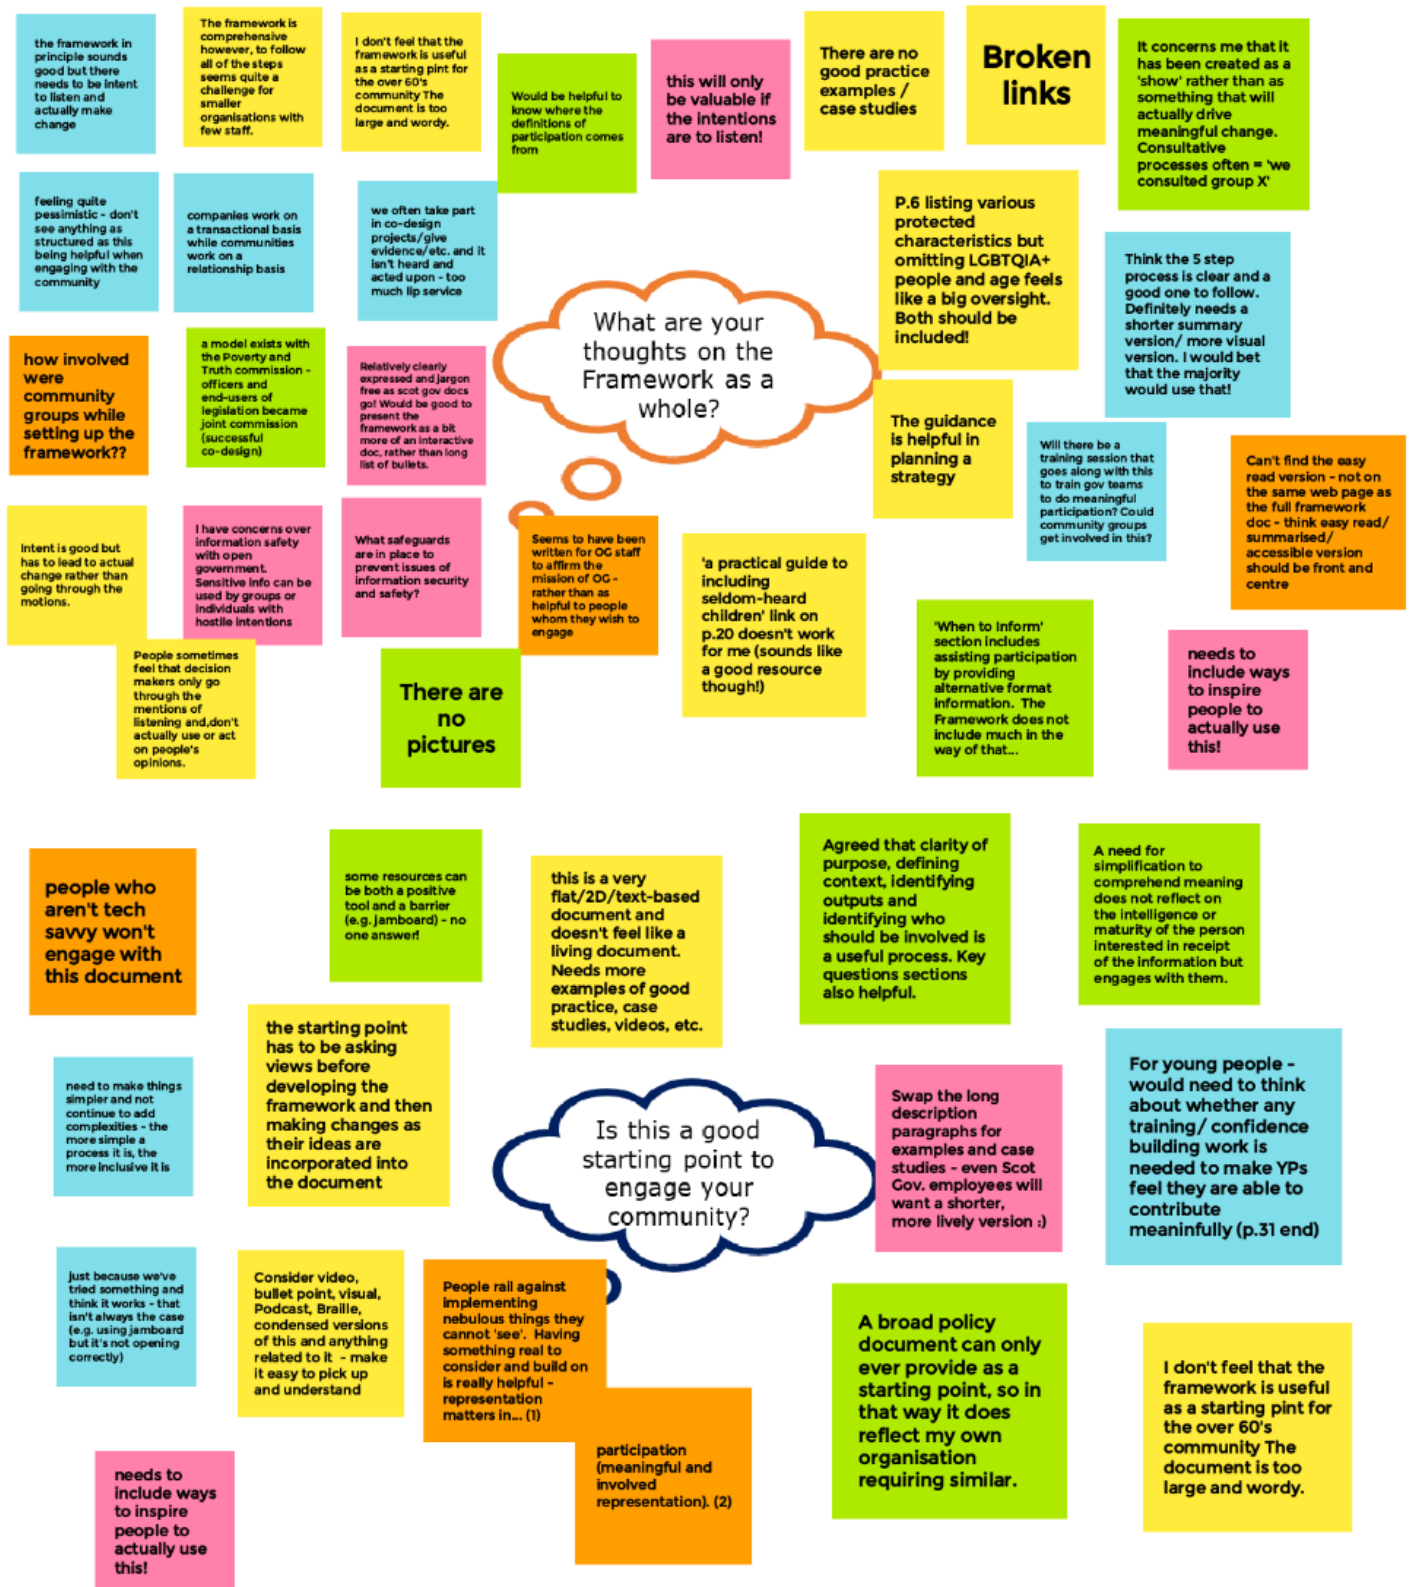 the framework in
principle sounds
good but there
needs to be intent
to listen and
actually make
change
The framework is
comprehensive
however, to follow
all of the steps
seems quite a
challenge for
smaller
organisations with
few staff.
I don't feel that the
framework is useful
as a starting pint for
the over 60's
community The
document is too
large and wordy.
Would be helpful to
know where the
definitions of
participation comes
from
this will only
be valuable if
the intentions
are to listen!
There are no
good practice
examples /
case studies
Broken
links
It concerns me that it
has been created as a
'show' rather than as
something that will
actually drive
meaningful change.
Consultative
processes often = 'we
consulted group X'
feeling quite
pessimistic - don't
see anything as
structured as this
being helpful when
engaging with the
community
companies work on
a transactional basis
while communities
work on a
relationship basis
we often take part
in co-design
projects/give
evidence/etc. and it
isn't heard and
acted upon - too
much lip service
P.6 listing various
protected
characteristics but
omitting LGBTQIA+
people and age feels
like a big oversight.
Both should be
included!
Think the 5 step
process is clear and a
good one to follow.
Definitely needs a
shorter summary
version/ more visual
version. I would bet
that the majority
would use that!
What are your
thoughts on the
Framework as a
whole?
how involved
were
community
groups while
setting up the
framework??
a model exists with
the Poverty and
Truth commission -
officers and
end-users of
legislation became
joint commission
(successful
co-design)
Relatively clearly
expressed and jargon
free as scot gov docs
go! Would be good to
present the
framework as a bit
more of an interactive
doc, rather than long
list of bullets.
The guidance
is helpful in
planning a
strategy
Will there be a
training session that
goes along with this
to train gov teams
to do meaningful
participation? Could
community groups
get involved in this?
Can't find the easy
read version - not on
the same web page as
the full framework
doc - think easy read/
summarised/
accessible version
should be front and
centre
Intent is good but
has to lead to actual
change rather than
going through the
motions.
I have concerns over
information safety
with open
government.
Sensitive info can be
used by groups or
individuals with
hostile intentions
What safeguards
are in place to
prevent issues of
information security
and safety?
Seems to have been
written for OG staff
to affirm the
mission of OG -
rather than as
helpful to people
whom they wish to
engage
'a practical guide to
including
seldom-heard
children' link on
p.20 doesn't work
for me (sounds like
a good resource
though!)
'When to Inform'
section includes
assisting participation
by providing
alternative format
information. The
Framework does not
include much in the
way of that...
needs to
include ways
to inspire
people to
actually use
this!
People sometimes
feel that decision
makers only go
through the
mentions of
listening and,don't
actually use or act
on people's
opinions.
There are
no
pictures
people who
aren't tech
savvy won't
engage with
this document
some resources can
be both a positive
tool and a barrier
(e.g. jamboard) - no
one answer!
this is a very
flat/2D/text-based
document and
doesn't feel like a
living document.
Needs more
examples of good
practice, case
studies, videos, etc.
Agreed that clarity of
purpose, defining
context, identifying
outputs and
identifying who
should be involved is
a useful process. Key
questions sections
also helpful.
A need for
simplification to
comprehend meaning
does not reflect on
the intelligence or
maturity of the person
interested in receipt
of the information but
engages with them.
need to make things
simpler and not
continue to add
complexities - the
more simple a
process it is, the
more inclusive it is
the starting point
has to be asking
views before
developing the
framework and then
making changes as
their ideas are
incorporated into
the document
Is this a good
starting point to
engage your
community?
Swap the long
description
paragraphs for
examples and case
studies - even Scot
Gov. employees will
want a shorter,
more lively version :)
For young people -
would need to think
about whether any
training/ confidence
building work is
needed to make YPs
feel they are able to
contribute
meaninfully (p.31 end)
just because we've
tried something and
think it works - that
isn't always the case
(e.g. using jamboard
but it's not opening
correctly)
Consider video,
bullet point, visual,
Podcast, Braille,
condensed versions
of this and anything
related to it - make
it easy to pick up
and understand
People rail against
implementing
nebulous things they
cannot 'see'. Having
something real to
consider and build on
is really helpful -
representation
matters in... (1)
participation
(meaningful and
involved
representation). (2)
A broad policy
document can only
ever provide as a
starting point, so in
that way it does
reflect my own
organisation
requiring similar.
I don't feel that the
framework is useful
as a starting pint for
the over 60's
community The
document is too
large and wordy.
needs to
include ways
to inspire
people to
actually use
this!